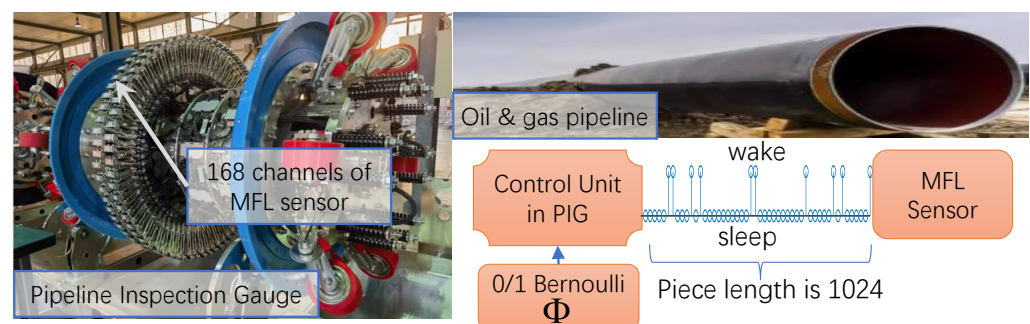 168 channels of
MFL sensor
Pipeline Inspection Gauge
Oil & gas pipeline
wake
Control Unit
in PIG
MFL
Sensor
sleep
0/1 Bernoulli
Φ
Piece length is 1024